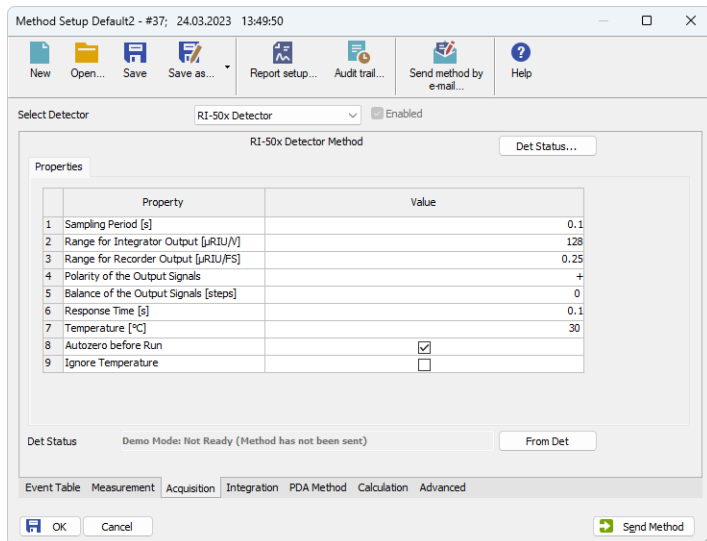 Method Setup Default2 - #37; 24.03.2023 13:49:50
New Open... Save Save as... Report setup... Audit trail... Send method by e-mail... Help
Select Detector RI-50x Detector Enabled
RI-50x Detector Method Det Status...
Properties
Property Value
1 Sampling Period [s] 0.1
2 Range for Integrator Output [µRIU/V] 128
3 Range for Recorder Output [µRIU/FS] 0.25
4 Polarity of the Output Signals +
5 Balance of the Output Signals [steps] 0
6 Response Time [s] 0.1
7 Temperature [°C] 30
8 Autozero before Run
9 Ignore Temperature
Det Status Demo Mode: Not Ready (Method has not been sent) From Det
Event Table Measurement Acquisition Integration PDA Method Calculation Advanced
OK Cancel Send Method